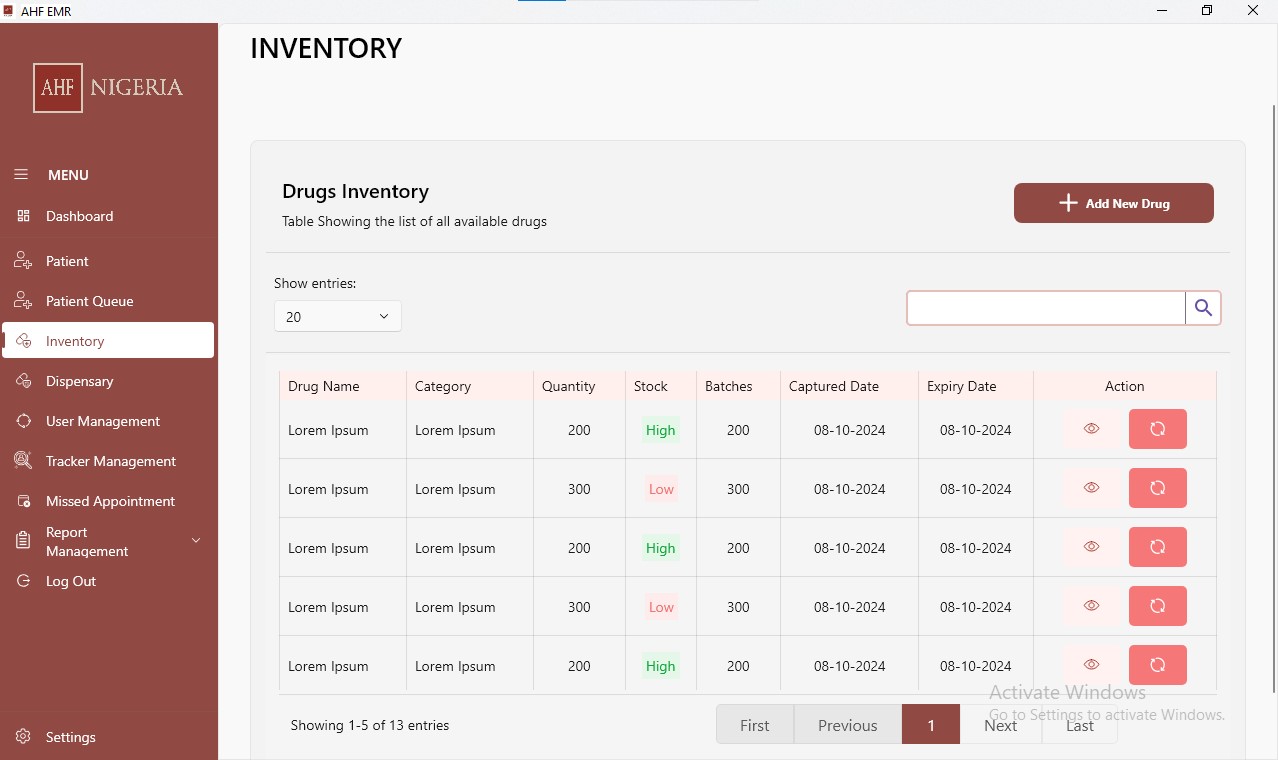 AHF EMR
AHF NIGERIA
MENU
Dashboard
Patient
Patient Queue
Inventory
Dispensary
User Management
Tracker Management
Missed Appointment
Report
Management
Log Out
Settings
INVENTORY
Drugs Inventory
Table Showing the list of all available drugs
Add New Drug
Show entries:
20
Drug Name Category Quantity Stock Batches Captured Date Expiry Date Action
Lorem Ipsum Lorem Ipsum 200 High 200 08-10-2024 08-10-2024
Lorem Ipsum Lorem Ipsum 300 Low 300 08-10-2024 08-10-2024
Lorem Ipsum Lorem Ipsum 200 High 200 08-10-2024 08-10-2024
Lorem Ipsum Lorem Ipsum 300 Low 300 08-10-2024 08-10-2024
Lorem Ipsum Lorem Ipsum 200 High 200 08-10-2024 08-10-2024
Activate Windows
Go to Settings to activate Windows.
Showing 1-5 of 13 entries First Previous 1 Next Last